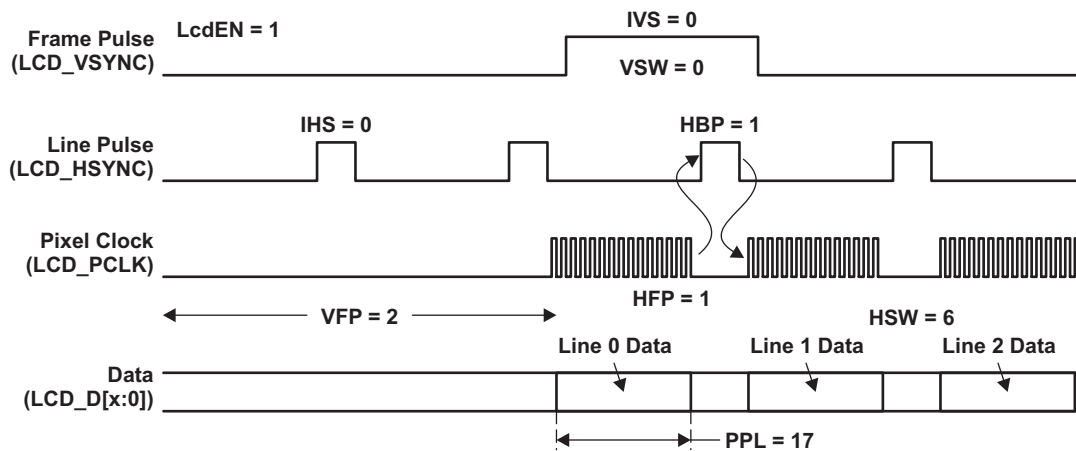 LcdEN = 1
IVS = 0
Frame Pulse
(LCD_VSYNC)
VSW = 0
IHS = 0
HBP = 1
Line Pulse
(LCD_HSYNC)
Pixel Clock
(LCD_PCLK)
HFP = 1
VFP = 2
HSW = 6
Line 0 Data
Line 1 Data
Line 2 Data
Data
(LCD_D[x:0])
PPL = 17